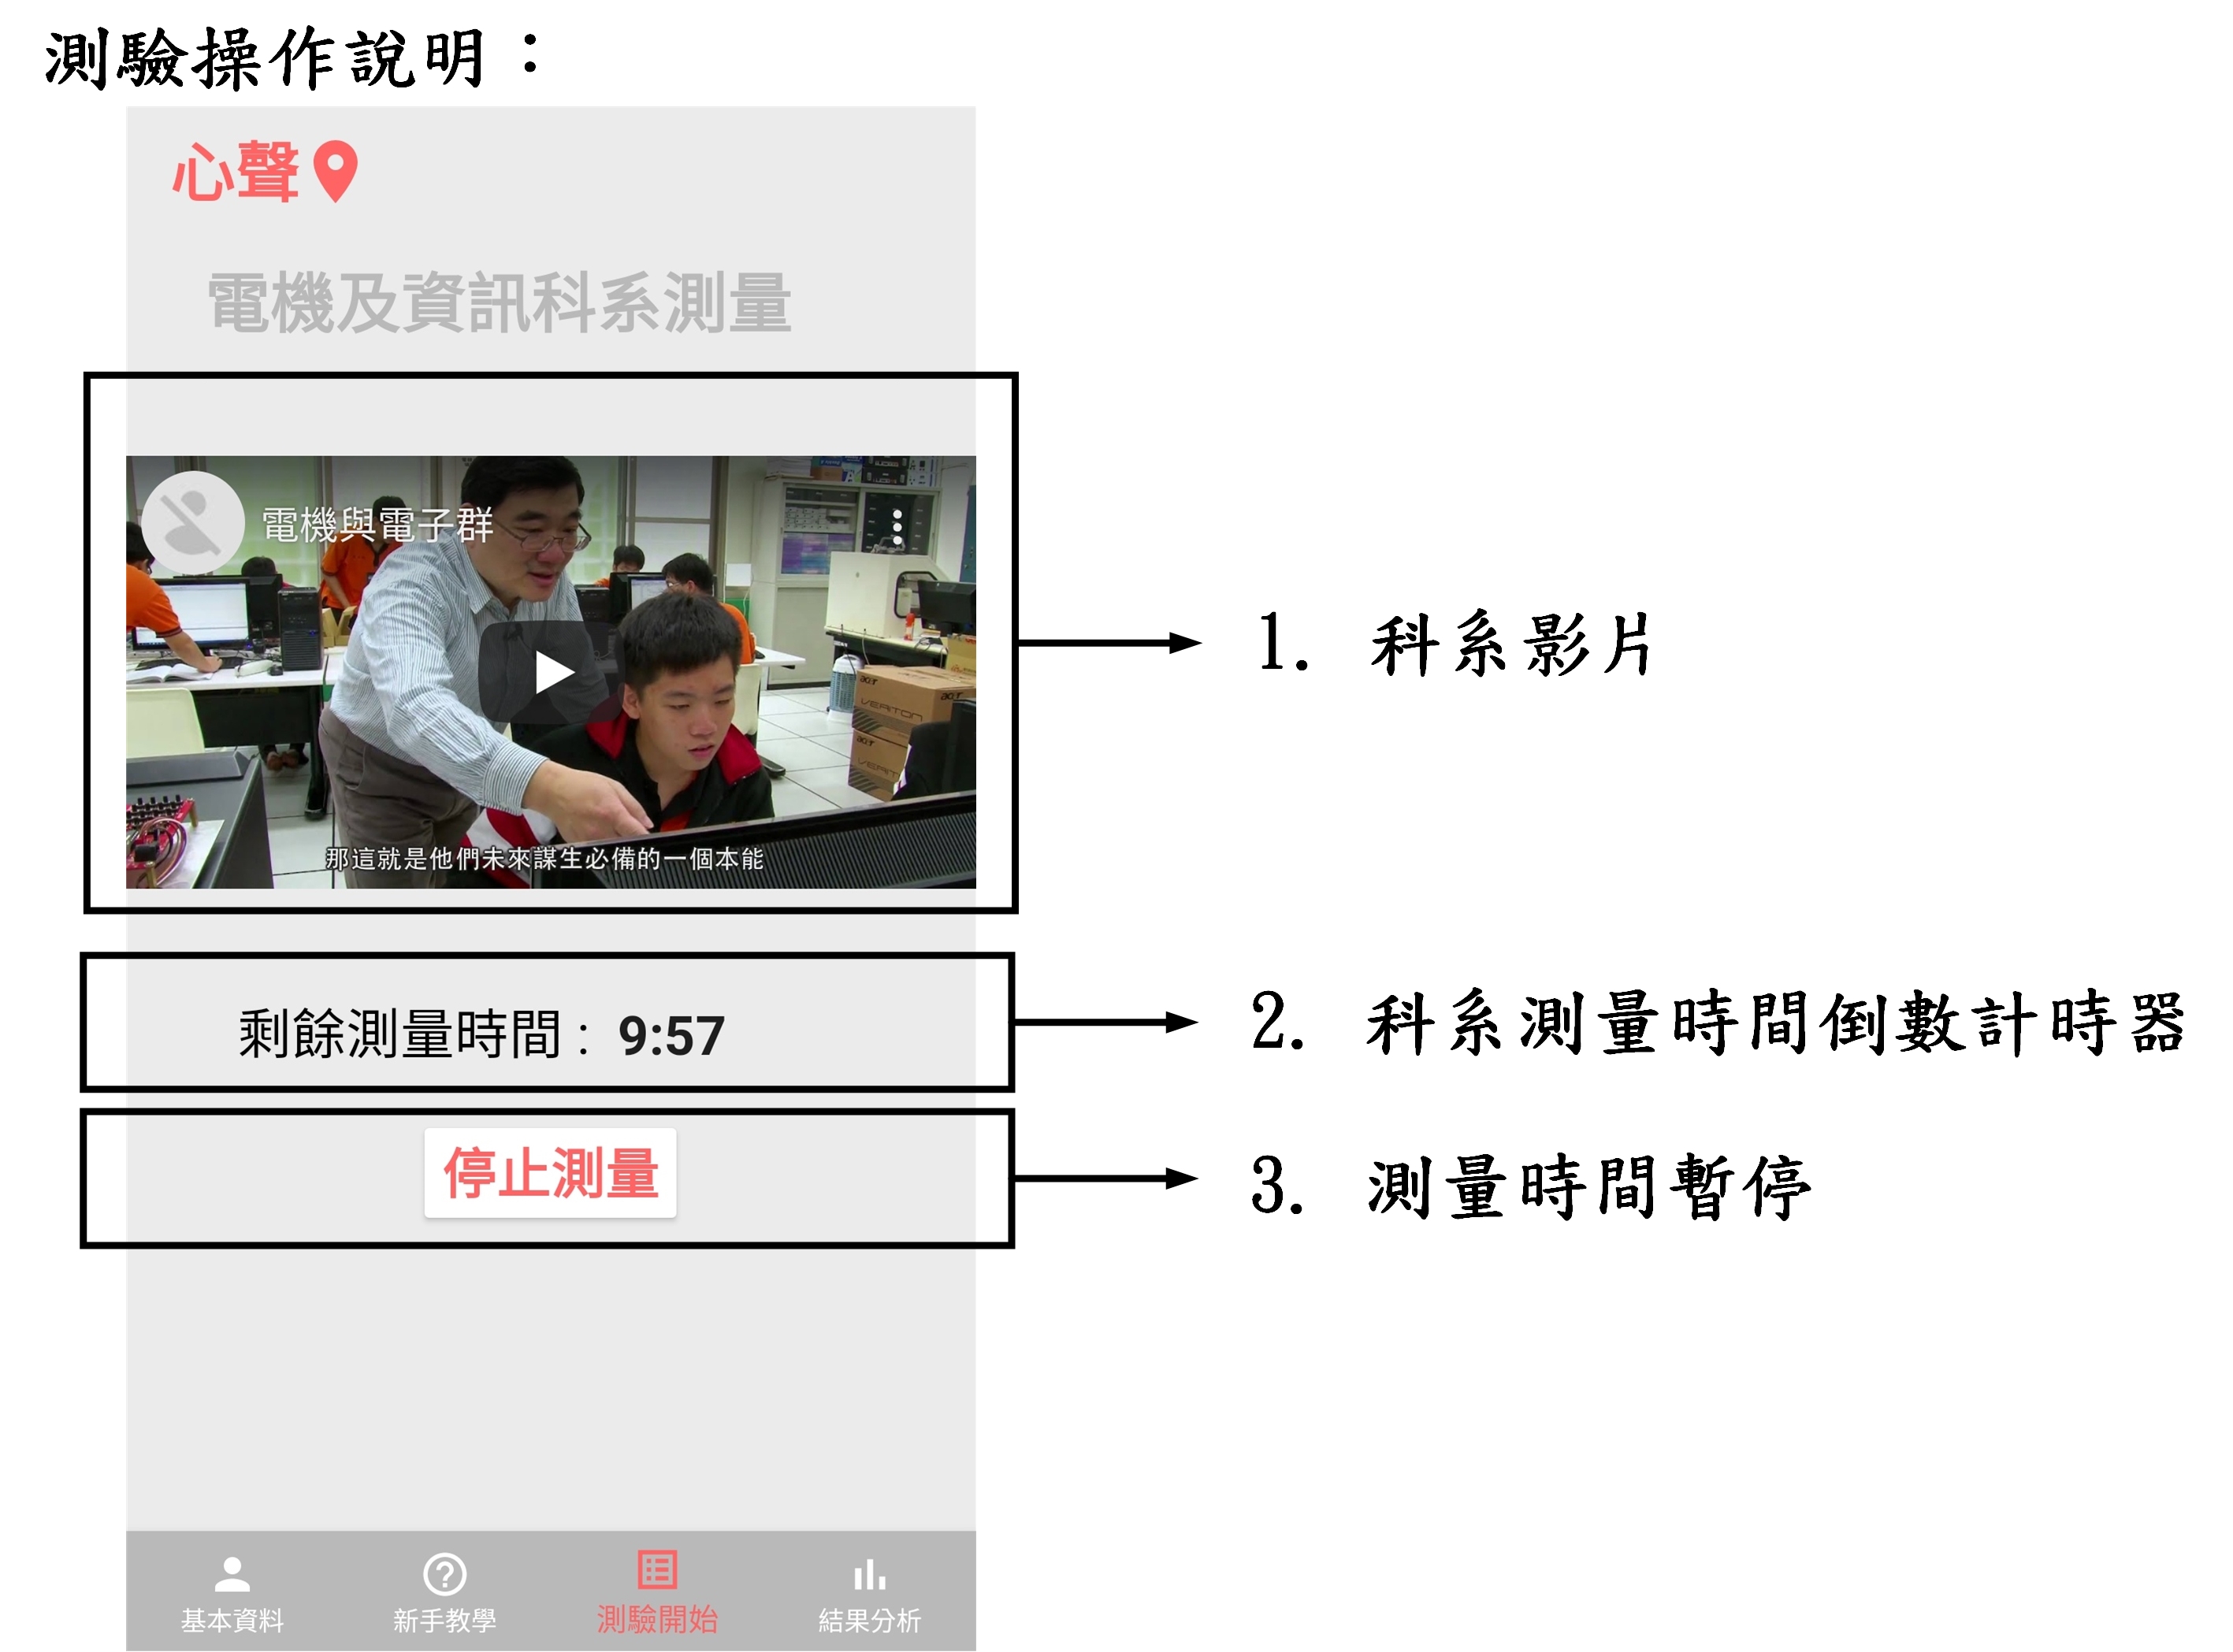 測驗操作說明：
心聲
電機及資訊科系測量
電機與電子群
acer
VERITON
acer
那這就是他們未來謀生必備的一個本能
1. 科系影片
剩餘測量時間： 9:57
2. 科系測量時間倒數計時器
停止測量
3. 測量時間暫停
基本資料 新手教學 測驗開始 結果分析